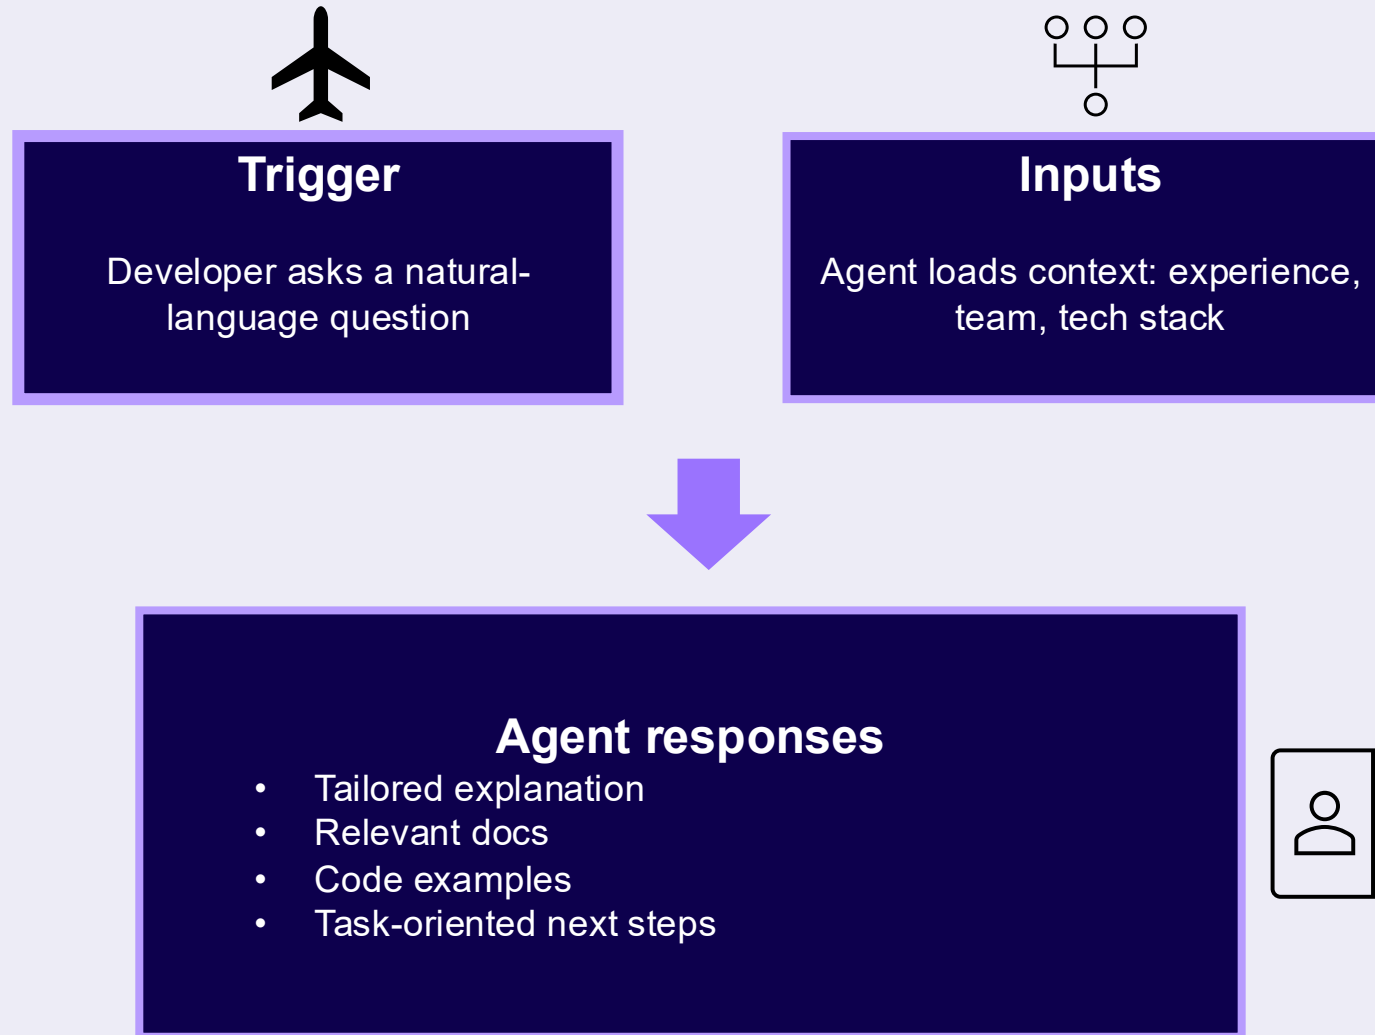 Trigger
Developer asks a natural-
language question
Inputs
Agent loads context: experience,
team, tech stack
Agent responses
• Tailored explanation
• Relevant docs
• Code examples
• Task-oriented next steps